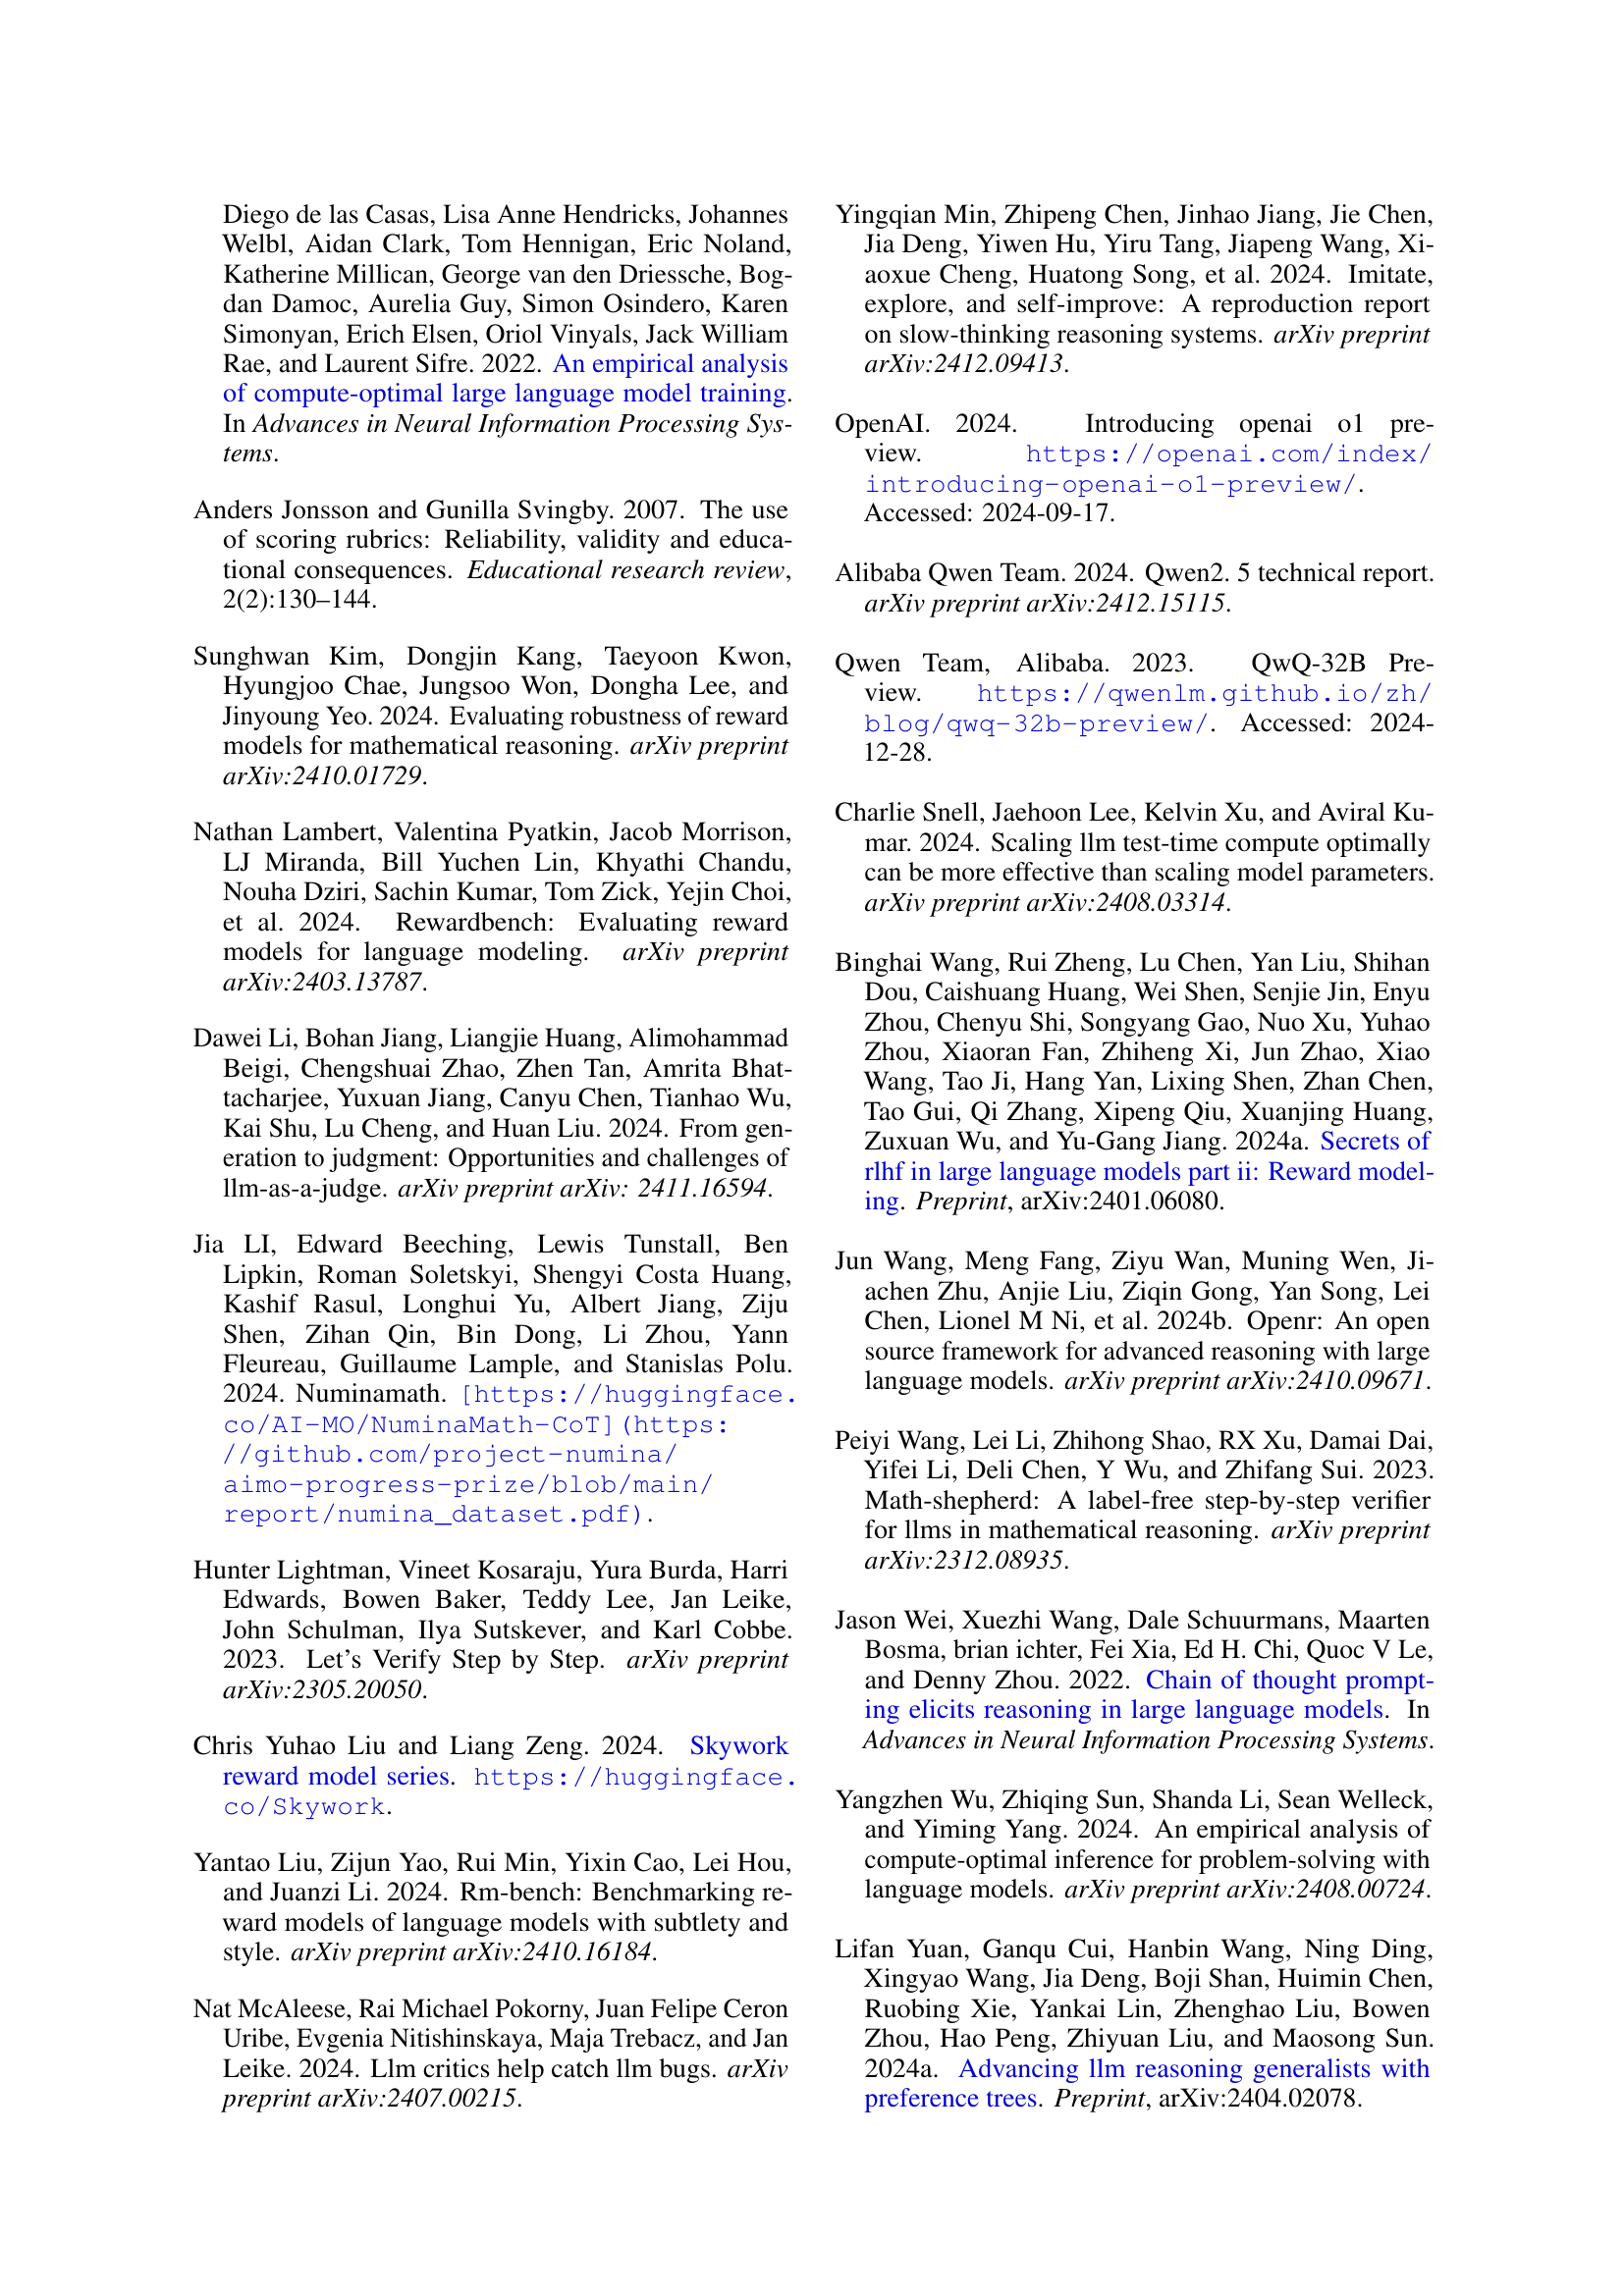 Diego de las Casas, Lisa Anne Hendricks, Johannes
Welbl, Aidan Clark, Tom Hennigan, Eric Noland,
Katherine Millican, George van den Driessche, Bog-
dan Damoc, Aurelia Guy, Simon Osindero, Karen
Simonyan, Erich Elsen, Oriol Vinyals, Jack William
Rae, and Laurent Sifre. 2022. An empirical analysis
of compute-optimal large language model training.
In Advances in Neural Information Processing Sys-
tems.
Anders Jonsson and Gunilla Svingby. 2007. The use
of scoring rubrics: Reliability, validity and educa-
tional consequences. Educational research review,
2(2):130–144.
Sunghwan Kim, Dongjin Kang, Taeyoon Kwon,
Hyungjoo Chae, Jungsoo Won, Dongha Lee, and
Jinyoung Yeo. 2024. Evaluating robustness of reward
models for mathematical reasoning. arXiv preprint
arXiv:2410.01729.
Nathan Lambert, Valentina Pyatkin, Jacob Morrison,
LJ Miranda, Bill Yuchen Lin, Khyathi Chandu,
Nouha Dziri, Sachin Kumar, Tom Zick, Yejin Choi,
et al. 2024. Rewardbench: Evaluating reward
models for language modeling. arXiv preprint
arXiv:2403.13787.
Dawei Li, Bohan Jiang, Liangjie Huang, Alimohammad
Beigi, Chengshuai Zhao, Zhen Tan, Amrita Bhat-
tacharjee, Yuxuan Jiang, Canyu Chen, Tianhao Wu,
Kai Shu, Lu Cheng, and Huan Liu. 2024. From gen-
eration to judgment: Opportunities and challenges of
llm-as-a-judge. arXiv preprint arXiv: 2411.16594.
Jia LI, Edward Beeching, Lewis Tunstall, Ben
Lipkin, Roman Soletskyi, Shengyi Costa Huang,
Kashif Rasul, Longhui Yu, Albert Jiang, Ziju
Shen, Zihan Qin, Bin Dong, Li Zhou, Yann
Fleureau, Guillaume Lample, and Stanislas Polu.
2024. Numinamath. [https://huggingface.
co/AI-MO/NuminaMath-CoT](https:
//github.com/project-numina/
aimo-progress-prize/blob/main/
report/numina_dataset.pdf).
Hunter Lightman, Vineet Kosaraju, Yura Burda, Harri
Edwards, Bowen Baker, Teddy Lee, Jan Leike,
John Schulman, Ilya Sutskever, and Karl Cobbe.
2023. Let's Verify Step by Step. arXiv preprint
arXiv:2305.20050.
Chris Yuhao Liu and Liang Zeng. 2024. Skywork
reward model series. https://huggingface.
co/Skywork.
Yantao Liu, Zijun Yao, Rui Min, Yixin Cao, Lei Hou,
and Juanzi Li. 2024. Rm-bench: Benchmarking re-
ward models of language models with subtlety and
style. arXiv preprint arXiv:2410.16184.
Nat McAleese, Rai Michael Pokorny, Juan Felipe Ceron
Uribe, Evgenia Nitishinskaya, Maja Trebacz, and Jan
Leike. 2024. Llm critics help catch llm bugs. arXiv
preprint arXiv:2407.00215.
Yingqian Min, Zhipeng Chen, Jinhao Jiang, Jie Chen,
Jia Deng, Yiwen Hu, Yiru Tang, Jiapeng Wang, Xi-
aoxue Cheng, Huatong Song, et al. 2024. Imitate,
explore, and self-improve: A reproduction report
on slow-thinking reasoning systems. arXiv preprint
arXiv:2412.09413.
OpenAI. 2024. Introducing openai o1 pre-
view. https://openai.com/index/
introducing-openai-o1-preview/.
Accessed: 2024-09-17.
Alibaba Qwen Team. 2024. Qwen2. 5 technical report.
arXiv preprint arXiv:2412.15115.
Qwen Team, Alibaba. 2023. QwQ-32B Pre-
view. https://qwenlm.github.io/zh/
blog/qwq-32b-preview/. Accessed: 2024-
12-28.
Charlie Snell, Jaehoon Lee, Kelvin Xu, and Aviral Ku-
mar. 2024. Scaling llm test-time compute optimally
can be more effective than scaling model parameters.
arXiv preprint arXiv:2408.03314.
Binghai Wang, Rui Zheng, Lu Chen, Yan Liu, Shihan
Dou, Caishuang Huang, Wei Shen, Senjie Jin, Enyu
Zhou, Chenyu Shi, Songyang Gao, Nuo Xu, Yuhao
Zhou, Xiaoran Fan, Zhiheng Xi, Jun Zhao, Xiao
Wang, Tao Ji, Hang Yan, Lixing Shen, Zhan Chen,
Tao Gui, Qi Zhang, Xipeng Qiu, Xuanjing Huang,
Zuxuan Wu, and Yu-Gang Jiang. 2024a. Secrets of
rlhf in large language models part ii: Reward model-
ing. Preprint, arXiv:2401.06080.
Jun Wang, Meng Fang, Ziyu Wan, Muning Wen, Ji-
achen Zhu, Anjie Liu, Ziqin Gong, Yan Song, Lei
Chen, Lionel M Ni, et al. 2024b. Openr: An open
source framework for advanced reasoning with large
language models. arXiv preprint arXiv:2410.09671.
Peiyi Wang, Lei Li, Zhihong Shao, RX Xu, Damai Dai,
Yifei Li, Deli Chen, Y Wu, and Zhifang Sui. 2023.
Math-shepherd: A label-free step-by-step verifier
for llms in mathematical reasoning. arXiv preprint
arXiv:2312.08935.
Jason Wei, Xuezhi Wang, Dale Schuurmans, Maarten
Bosma, brian ichter, Fei Xia, Ed H. Chi, Quoc V Le,
and Denny Zhou. 2022. Chain of thought prompt-
ing elicits reasoning in large language models. In
Advances in Neural Information Processing Systems.
Yangzhen Wu, Zhiqing Sun, Shanda Li, Sean Welleck,
and Yiming Yang. 2024. An empirical analysis of
compute-optimal inference for problem-solving with
language models. arXiv preprint arXiv:2408.00724.
Lifan Yuan, Ganqu Cui, Hanbin Wang, Ning Ding,
Xingyao Wang, Jia Deng, Boji Shan, Huimin Chen,
Ruobing Xie, Yankai Lin, Zhenghao Liu, Bowen
Zhou, Hao Peng, Zhiyuan Liu, and Maosong Sun.
2024a. Advancing llm reasoning generalists with
preference trees. Preprint, arXiv:2404.02078.